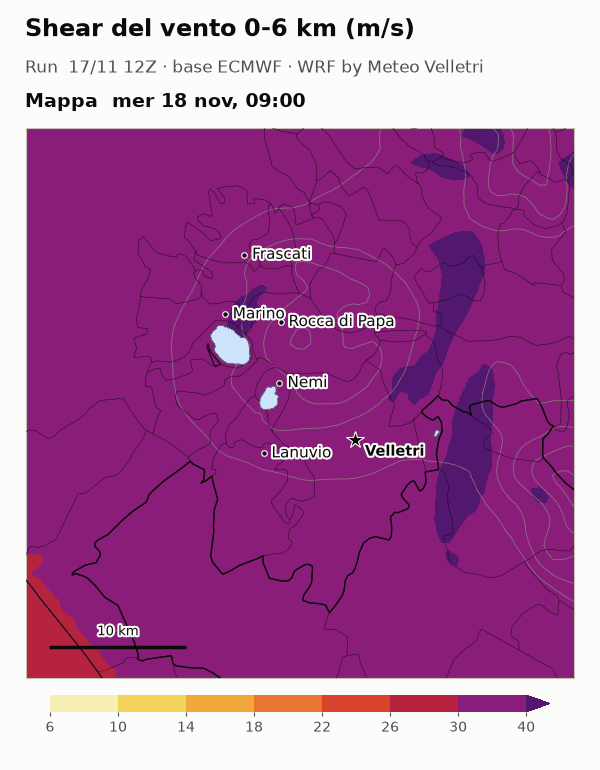 Shear del vento 0-6 km (m/s)
Run  17/11 12Z · base ECMWF · WRF by Meteo Velletri
Mappa  mer 18 nov, 09:00
Frascati
Marino
Rocca di Papa
Nemi
Velletri
Lanuvio
10 km
6 10 14 18 22 26 30 40